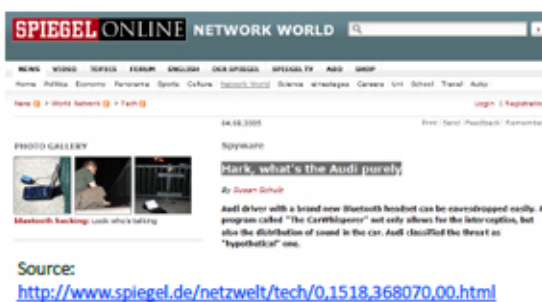 SPIEGEL ONLINE NETWORK WORLD
NEWS VIDEO TOPICS FORUM ENGLISH DER SPIEGEL SPIEGEL TV ABO SHOP
Home Politics Economy Panorama Sports Culture Network World Science einestages Careers Uni School Travel Auto
News > World Network > Tech
Login | Registration
04.08.2005
Print | Send | Feedback |
PHOTO GALLERY
Spyware
Hark, what's the Audi purely
By Susan Schulz
Bluetooth hacking: Look who's talking
Audi driver with a brand new Bluetooth headset can be eavesdropped easily.
program called "The CarWhisperer" not only allows for the interception, but
also the distribution of sound in the car. Audi classified the threat as
"hypothetical" one.
Source:
http://www.spiegel.de/netzwelt/tech/0,1518,368070,00.html